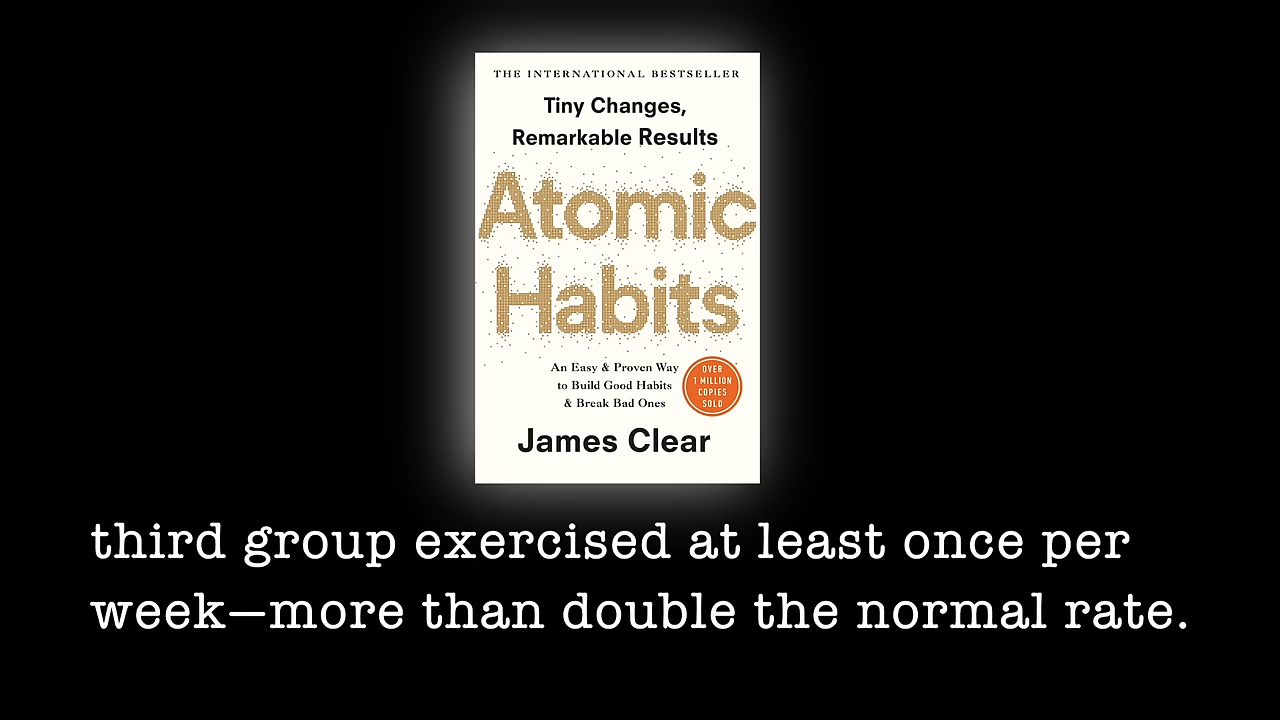 THE INTERNATIONAL BESTSELLER
Tiny Changes,
Remarkable Results
Atomic
Habits
An Easy & Proven Way
to Build Good Habits
& Break Bad Ones
OVER
1 MILLION
COPIES
SOLD
James Clear
third group exercised at least once per
week—more than double the normal rate.